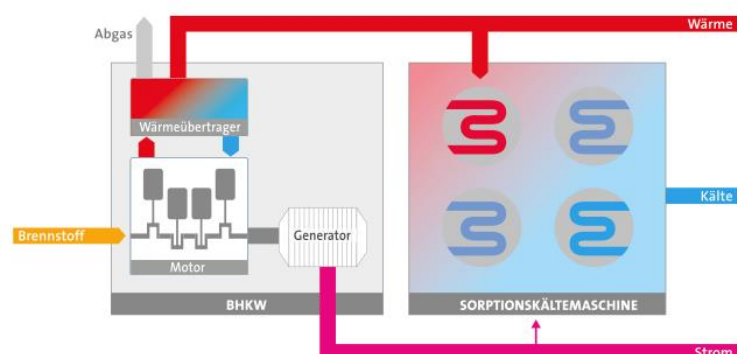 Wärme
Abgas
Wärmeübertrager
Kälte
Brennstoff
Generator
Motor
BHKW
SORPTIONSKÄLTEMASCHINE
Strom